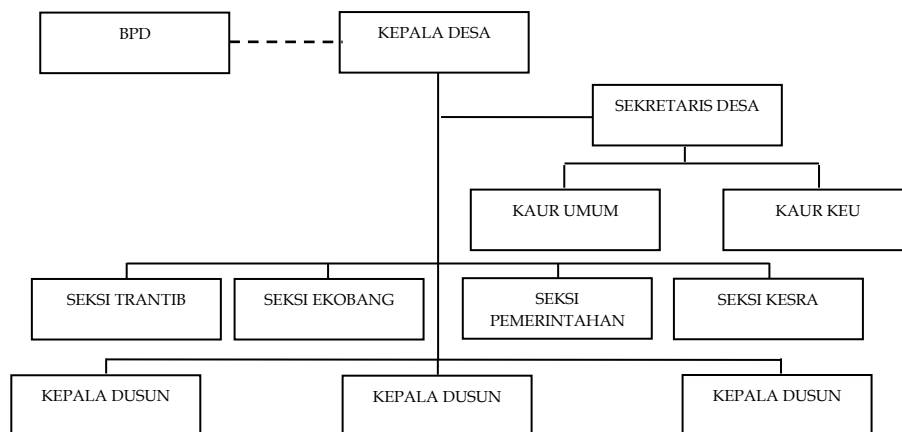 BPD
KEPALA DESA
SEKRETARIS DESA
KAUR UMUM
KAUR KEU
SEKSI TRANTIB
SEKSI EKOBANG
SEKSI
PEMERINTAHAN
SEKSI KESRA
KEPALA DUSUN
KEPALA DUSUN
KEPALA DUSUN